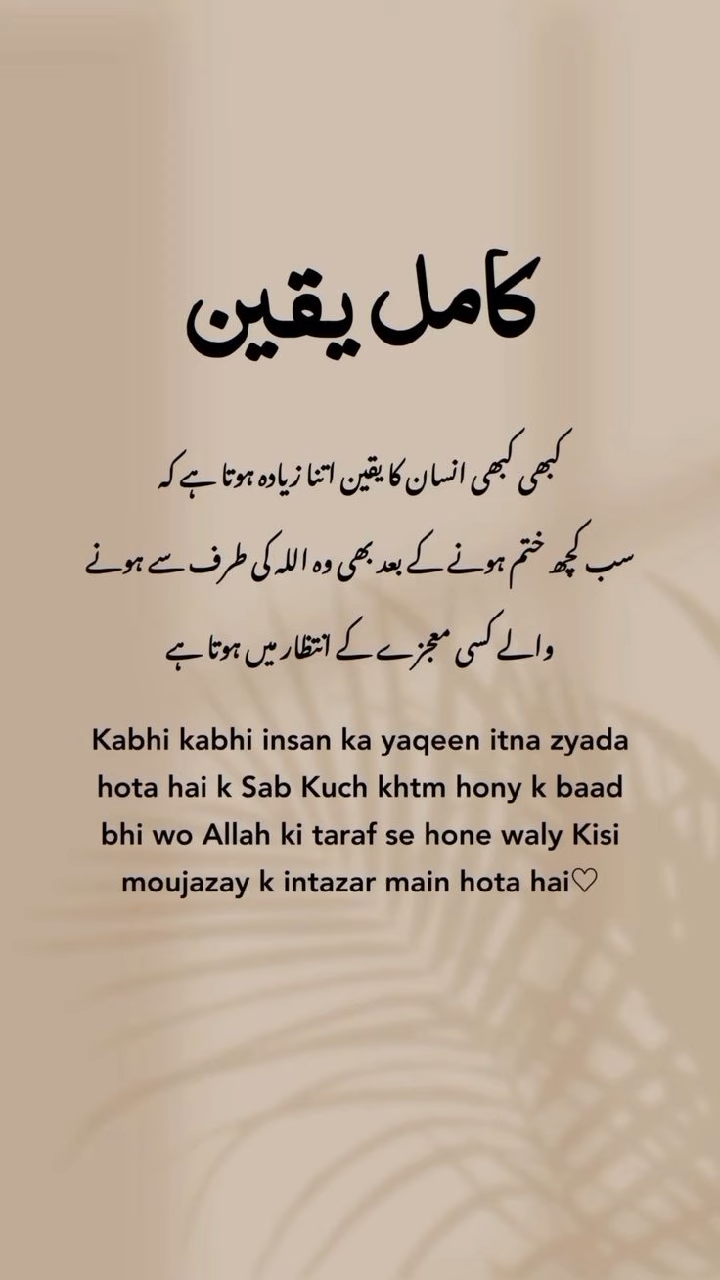 کامل یقین
کبھی کبھی انسان کا یقین اتنا زیادہ ہوتا ہے کہ
سب کچھ ختم ہونے کے بعد بھی وہ اللہ کی طرف سے ہونے
والے کسی معجزے کے انتظار میں ہوتا ہے
Kabhi kabhi insan ka yaqeen itna zyada
hota hai k Sab Kuch khtm hony k baad
bhi wo Allah ki taraf se hone waly Kisi
moujazay k intazar main hota hai♡